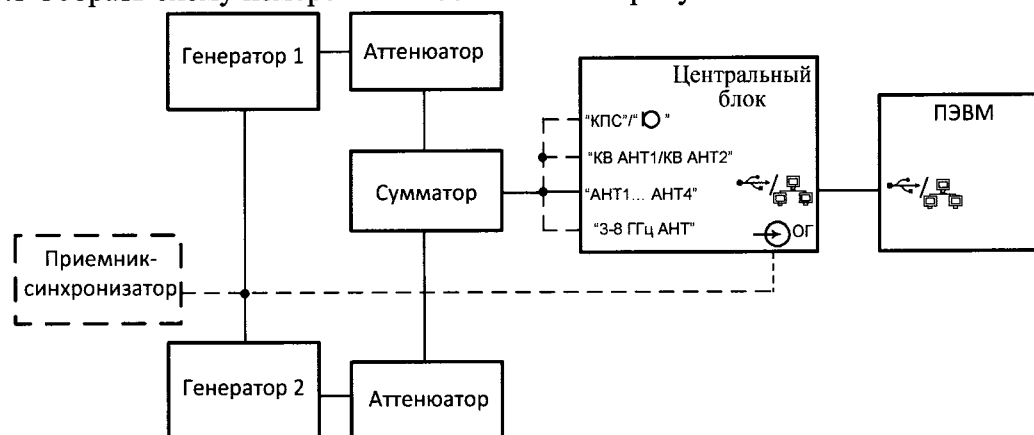 Генератор 1
Аттенюатор
Центральный
блок
ПЭВМ
"КПС"/" "
"КВ АНТ1/КВ АНТ2"
Сумматор
"АНТ1... АНТ4"
"3-8 ГГц АНТ"
ОГ
Приемник-
синхронизатор
Генератор 2
Аттенюатор